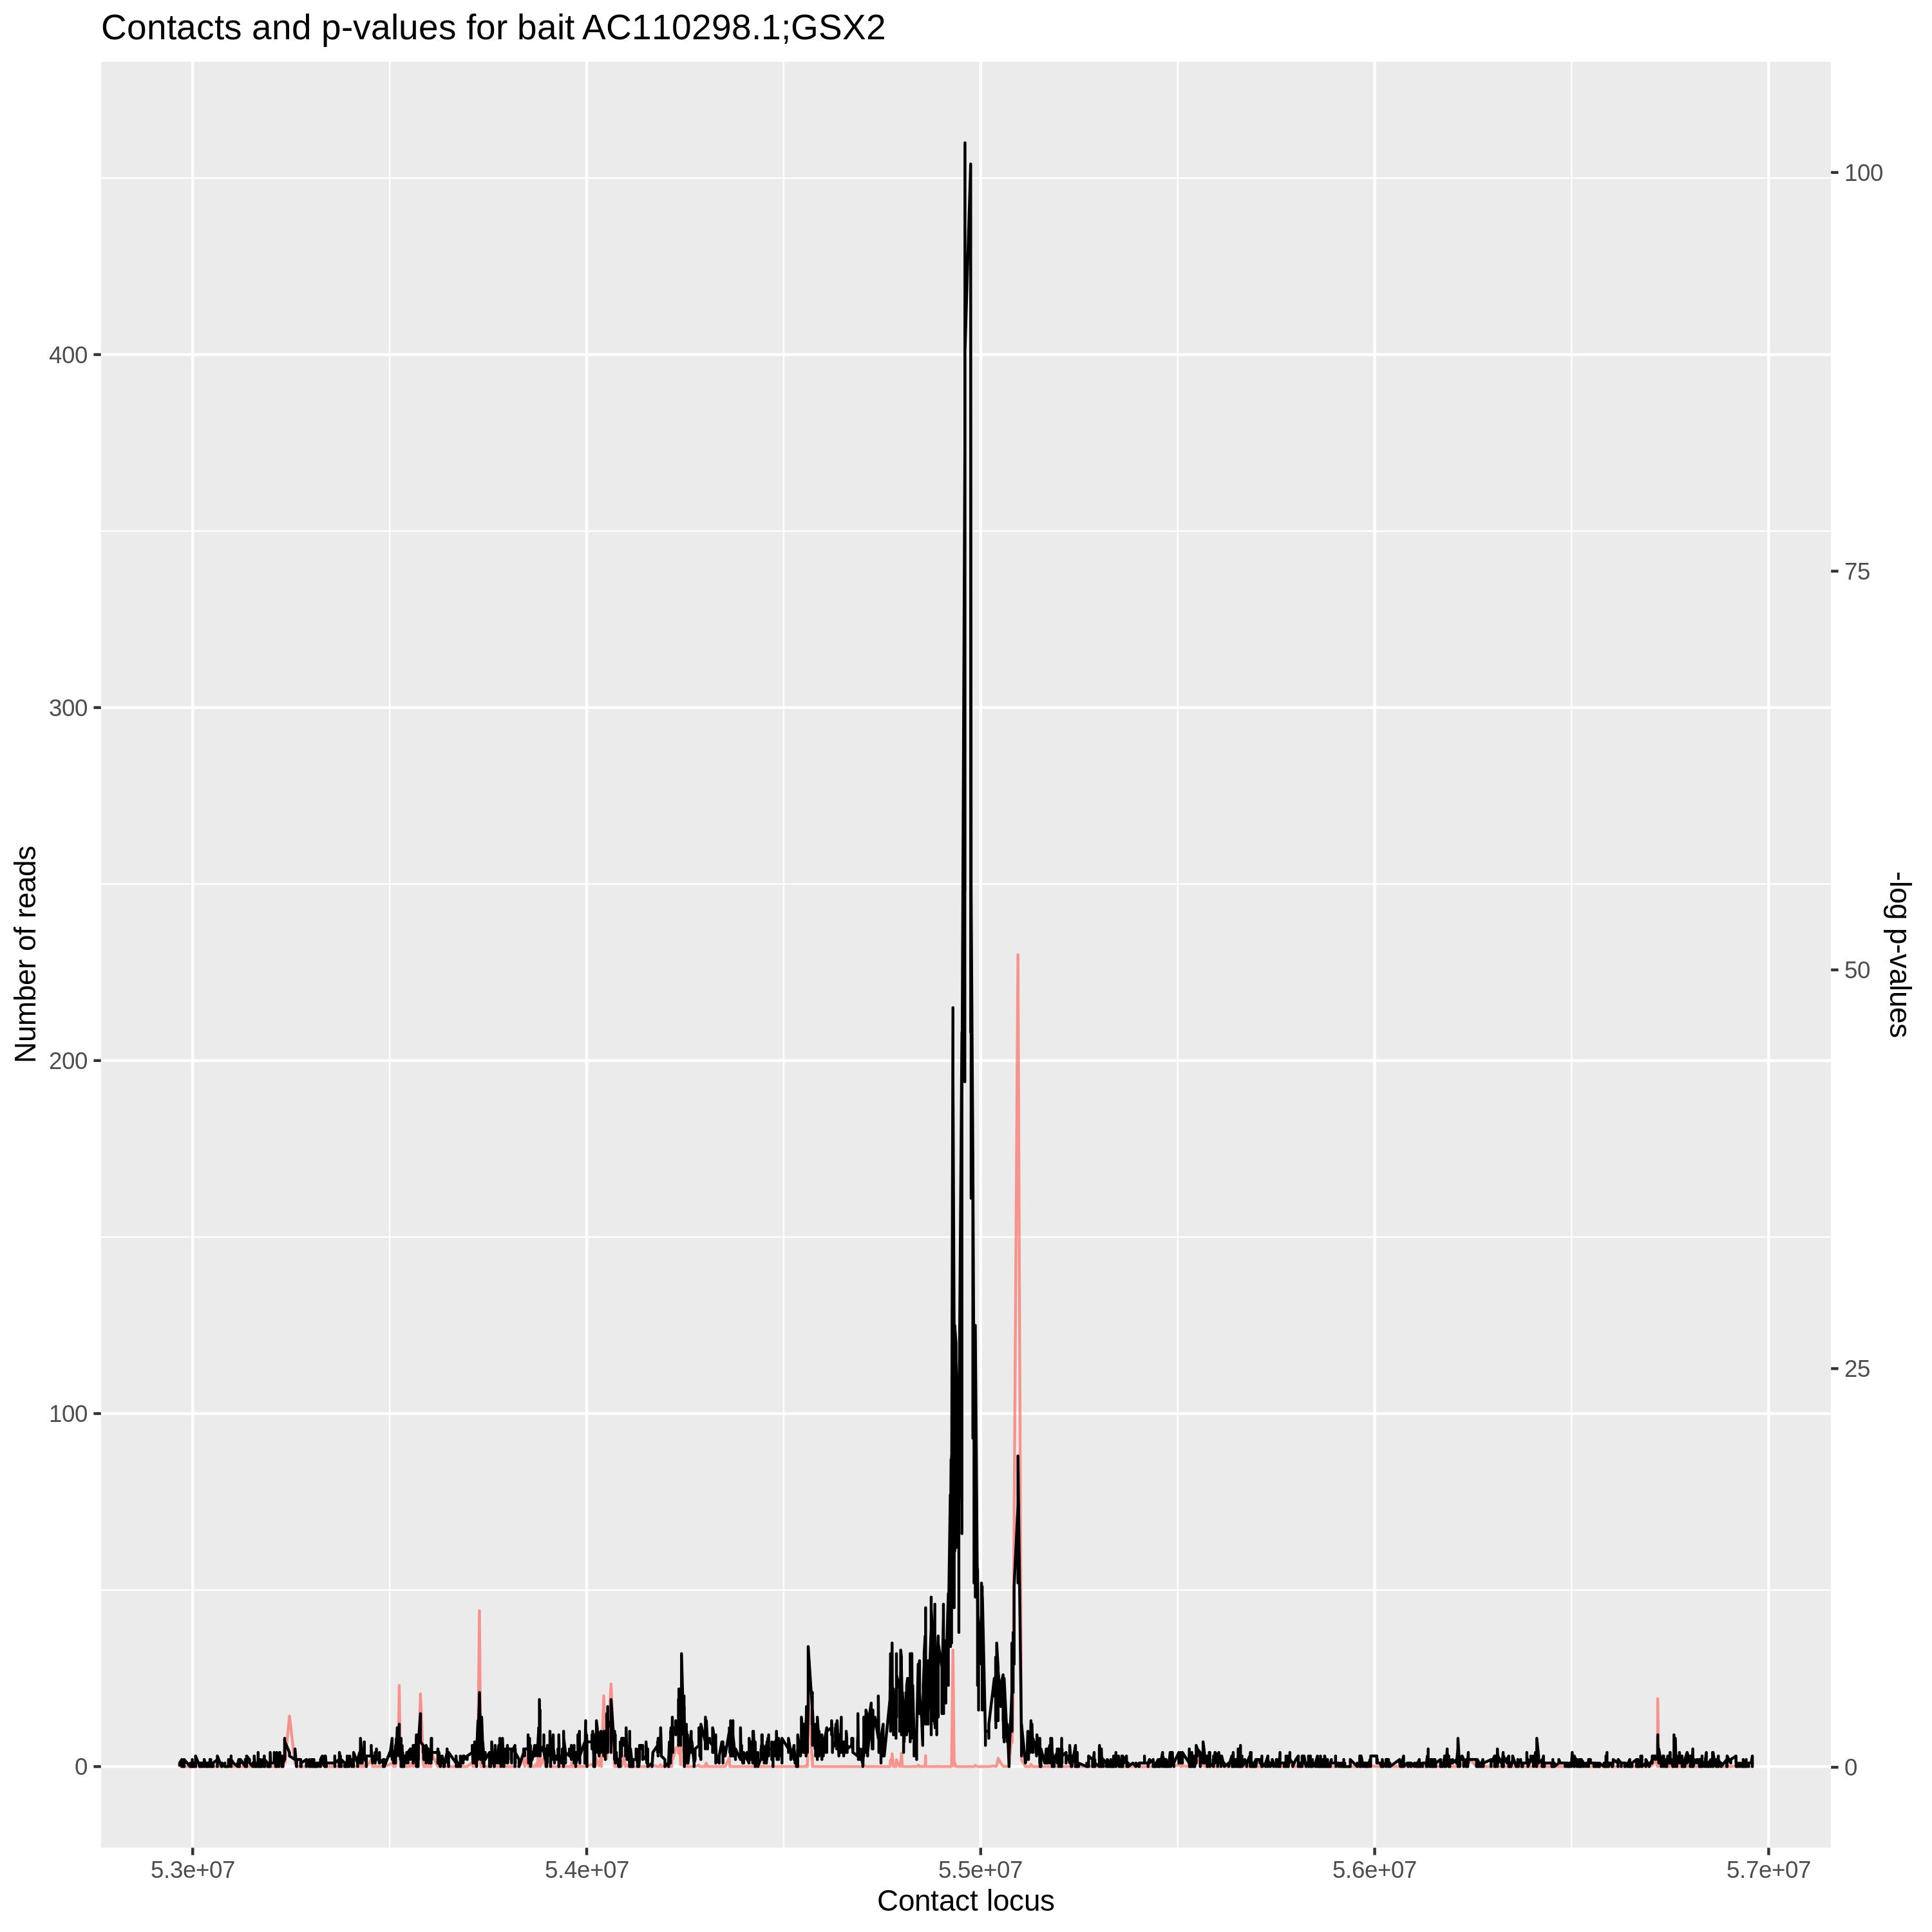 Contacts and p-values for bait AC110298.1;GSX2
Number of reads
400
300
200
100
0
100
75
50
25
0
-log p-values
5.3e+07
5.4e+07
5.5e+07
5.6e+07
5.7e+07
Contact locus